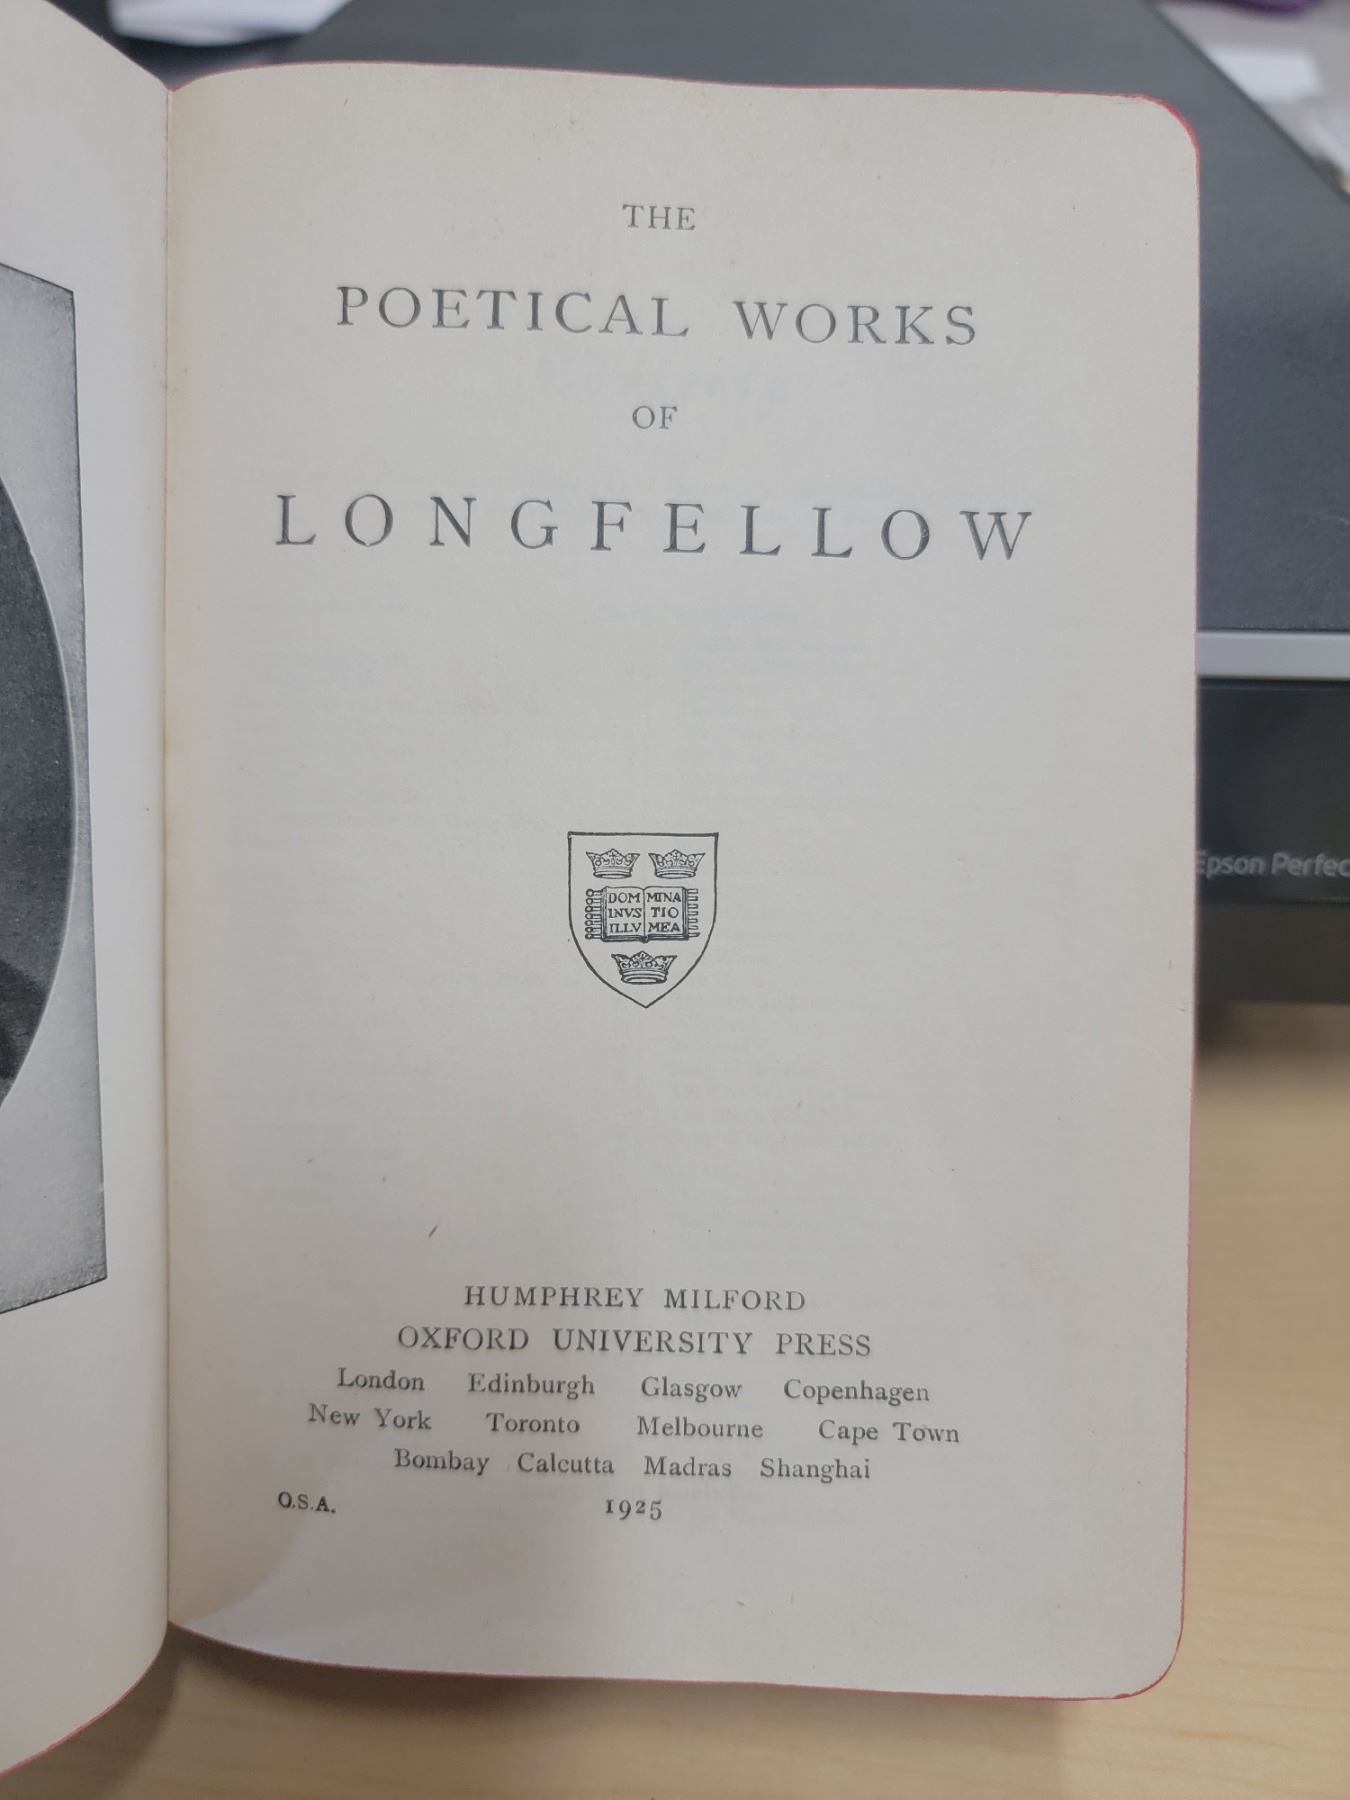 THE
POETICAL WORKS
OF
LONGFELLOW
DOM MINA
INVS TIO
ILLV MEA
HUMPHREY MILFORD
OXFORD UNIVERSITY PRESS
London Edinburgh Glasgow Copenhagen
New York Toronto Melbourne Cape Town
Bombay Calcutta Madras Shanghai
O.S.A. 1925
Epson Perfec